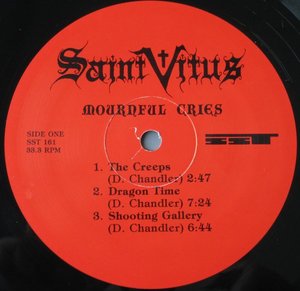 Saint Vitus
MOURNFUL CRIES
SIDE ONE
SST 161
33.3 RPM
SST
1. The Creeps
(D. Chandler) 2:47
2. Dragon Time
(D. Chandler) 7:24
3. Shooting Gallery
(D. Chandler) 6:44